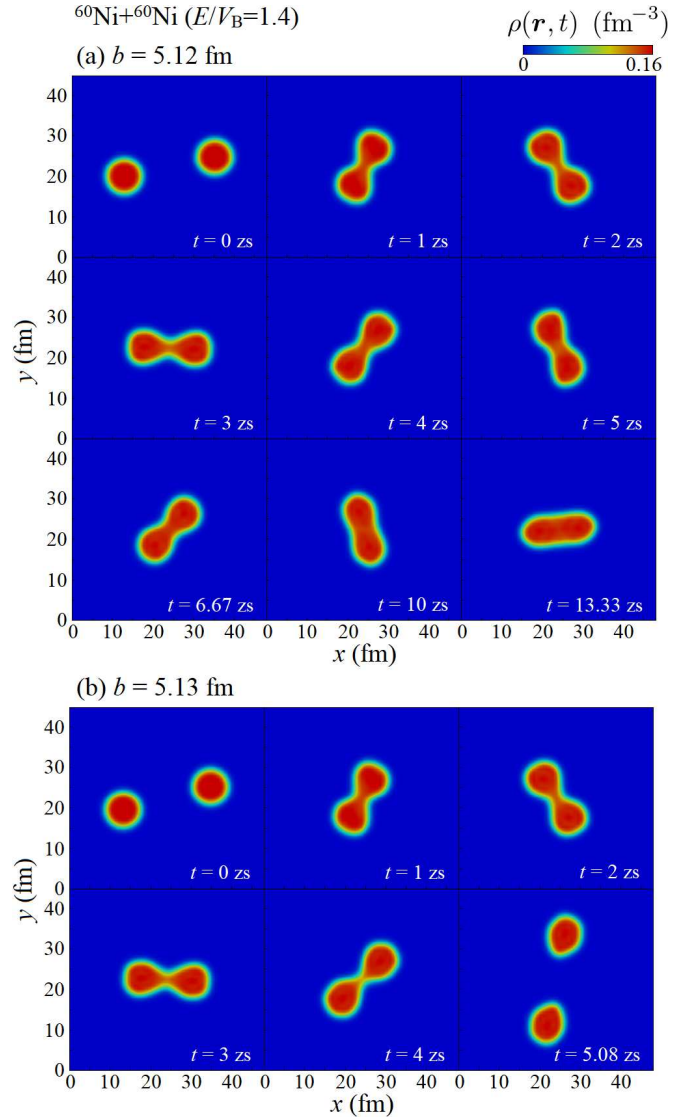 ⁶⁰Ni+⁶⁰Ni (E/V_B=1.4)
ρ(r, t) (fm⁻³)
0 0.16
(a) b = 5.12 fm
40
30
20
10
0
t = 0 zs
t = 1 zs
t = 2 zs
40
30
20
10
0
t = 3 zs
t = 4 zs
t = 5 zs
40
30
20
10
0
t = 6.67 zs
t = 10 zs
t = 13.33 zs
y (fm)
0 10 20 30 40 0 10 20 30 40 0 10 20 30 40
x (fm)
(b) b = 5.13 fm
40
30
20
10
0
t = 0 zs
t = 1 zs
t = 2 zs
40
30
20
10
0
t = 3 zs
t = 4 zs
t = 5.08 zs
y (fm)
0 10 20 30 40 0 10 20 30 40 0 10 20 30 40
x (fm)